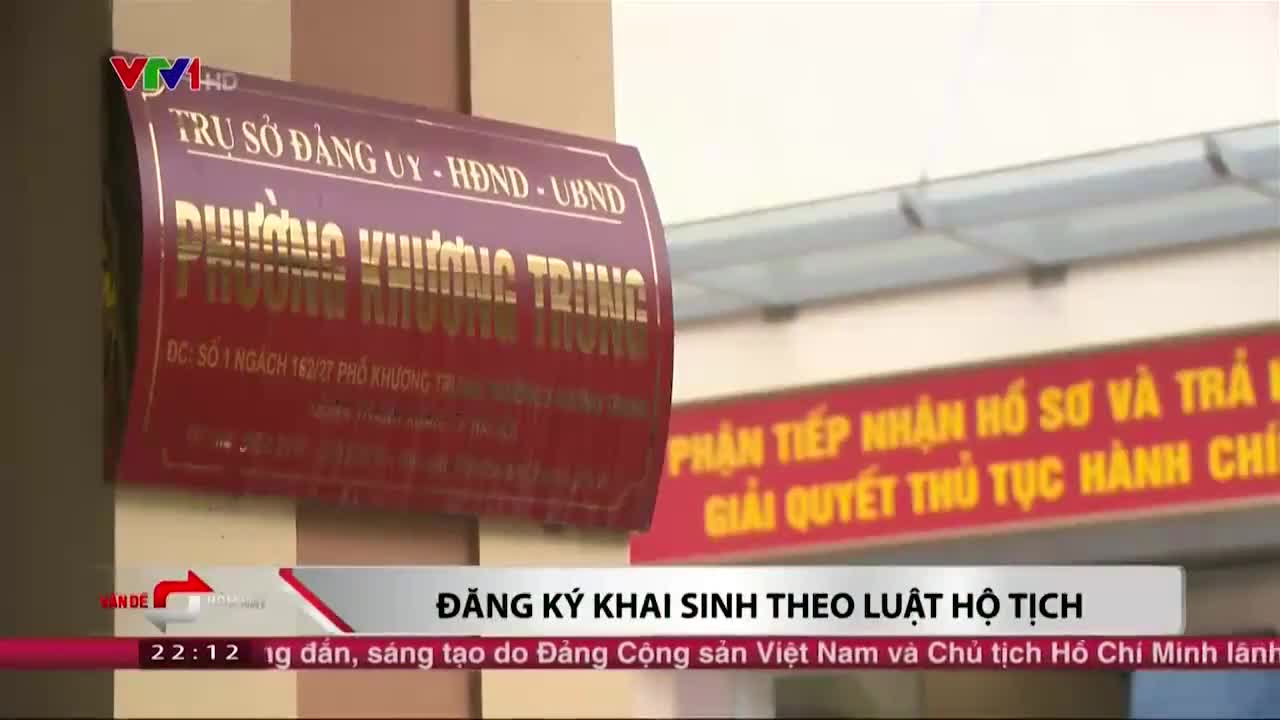 VTV1 HD
TRỤ SỞ ĐẢNG UỶ - HĐND - UBND
PHƯỜNG KHƯƠNG TRUNG
ĐC: SỐ 1 NGÁCH 162/27 PHỐ KHƯƠNG
PHẬN TIẾP NHẬN HỒ SƠ VÀ TRẢ
GIẢI QUYẾT THỦ TỤC HÀNH CHÍ
VẤN ĐỀ HÔM NAY
ĐĂNG KÝ KHAI SINH THEO LUẬT HỘ TỊCH
22:12 ng đắn, sáng tạo do Đảng Cộng sản Việt Nam và Chủ tịch Hồ Chí Minh lãnh